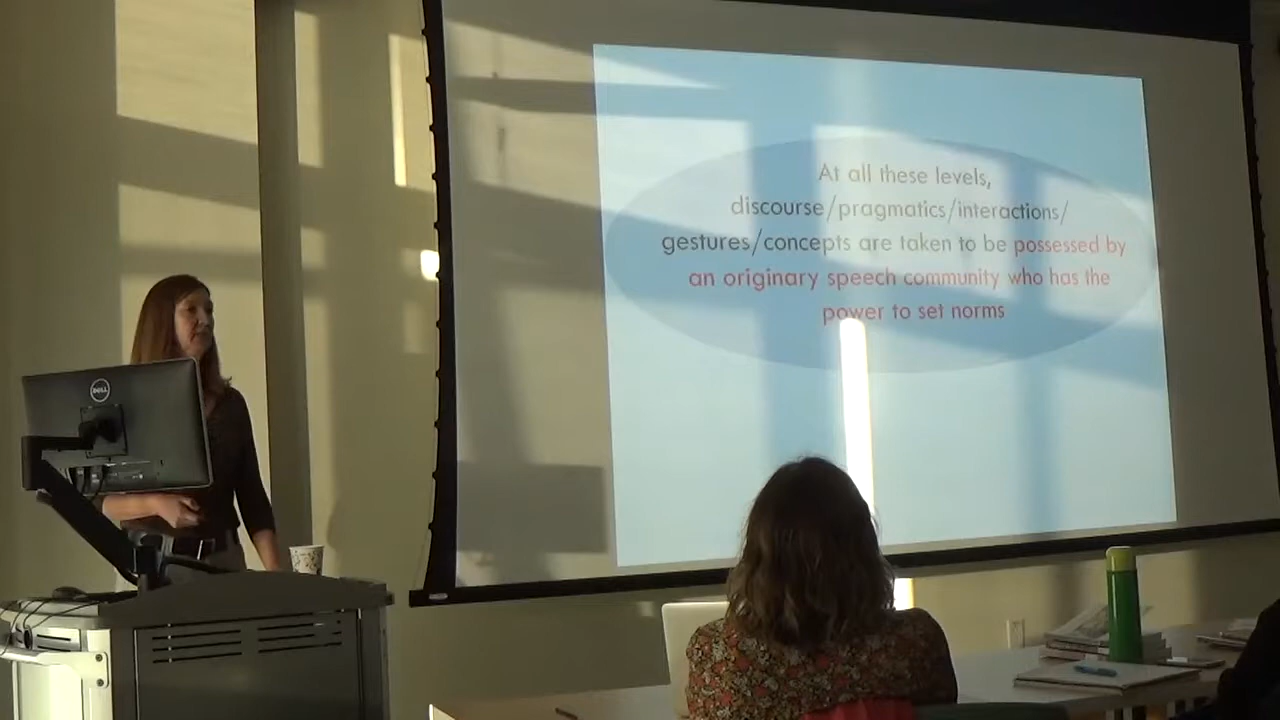 At all these levels,
discourse/pragmatics/interactions/
gestures/concepts are taken to be possessed by
an originary speech community who has the
power to set norms
DELL